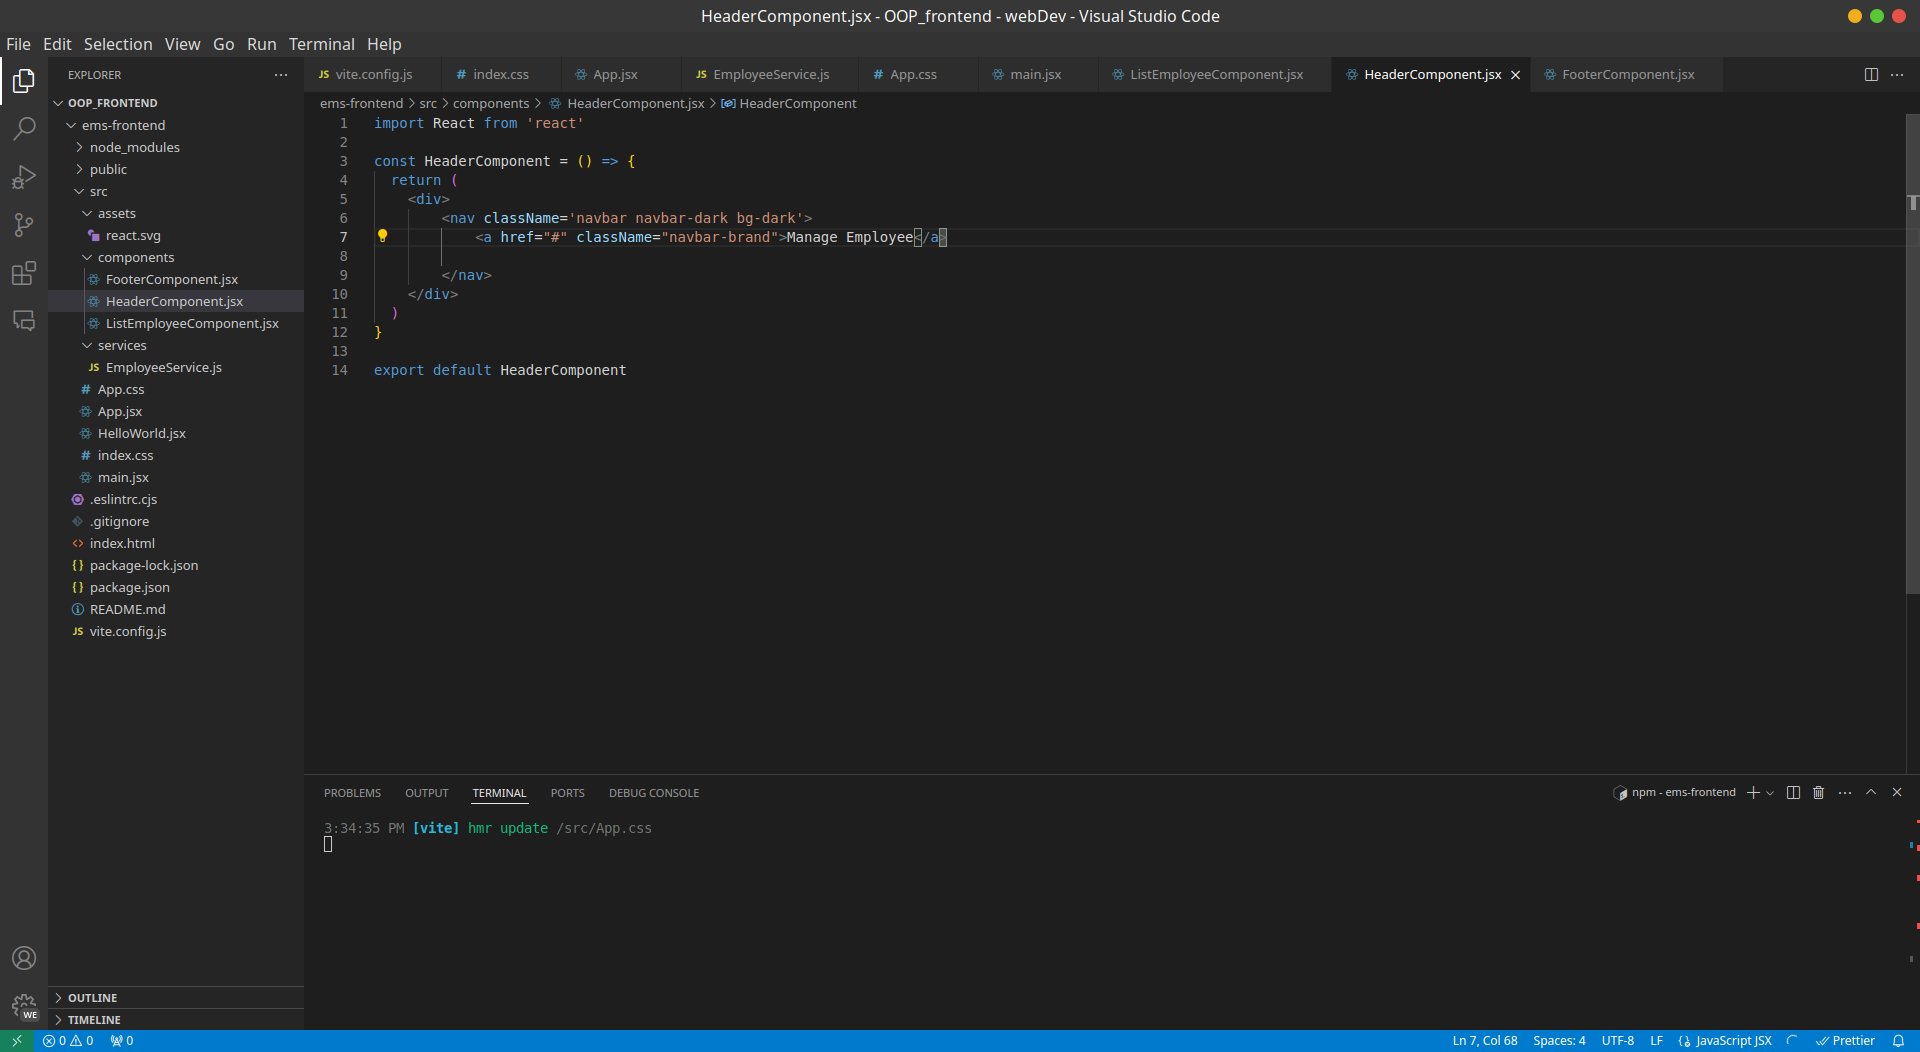 HeaderComponent.jsx - OOP_frontend - webDev - Visual Studio Code
File Edit Selection View Go Run Terminal Help
EXPLORER
OOP_FRONTEND
ems-frontend
node_modules
public
src
assets
react.svg
components
FooterComponent.jsx
HeaderComponent.jsx
ListEmployeeComponent.jsx
services
JS EmployeeService.js
# App.css
App.jsx
HelloWorld.jsx
# index.css
main.jsx
.eslintrc.cjs
.gitignore
<> index.html
{} package-lock.json
{} package.json
README.md
JS vite.config.js
OUTLINE
TIMELINE
JS vite.config.js # index.css App.jsx JS EmployeeService.js # App.css main.jsx ListEmployeeComponent.jsx HeaderComponent.jsx FooterComponent.jsx
ems-frontend > src > components > HeaderComponent.jsx > HeaderComponent
1 import React from 'react'
2
3 const HeaderComponent = () => {
4 return (
5 <div>
6 <nav className='navbar navbar-dark bg-dark'>
7 <a href="#" className="navbar-brand">Manage Employee</a>
8
9 </nav>
10 </div>
11 )
12 }
13
14 export default HeaderComponent
PROBLEMS OUTPUT TERMINAL PORTS DEBUG CONSOLE
npm - ems-frontend
3:34:35 PM [vite] hmr update /src/App.css
WE
0 0 0
Ln 7, Col 68 Spaces: 4 UTF-8 LF JavaScript JSX Prettier